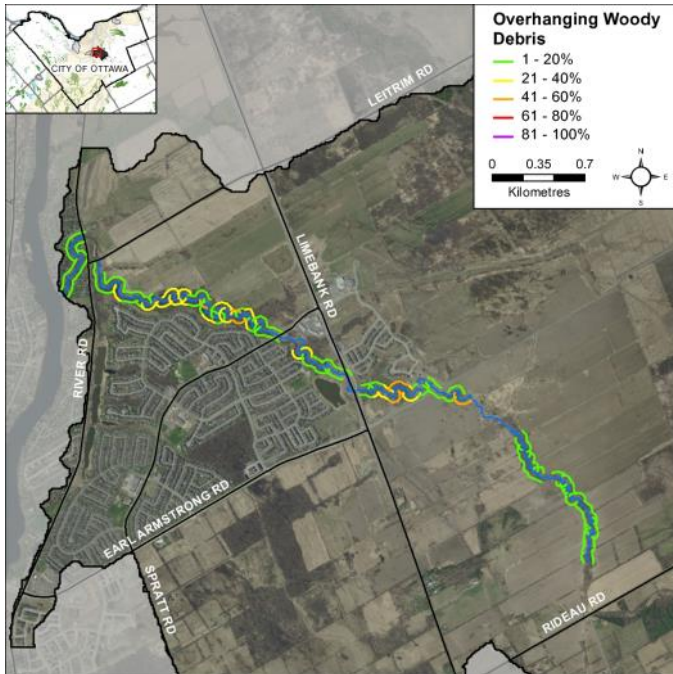 CITY OF OTTAWA
Overhanging Woody
Debris
1 - 20%
21 - 40%
41 - 60%
61 - 80%
81 - 100%
0 0.35 0.7
Kilometres
N
W E
S
LEITRIM RD
LIMEBANK RD
RIVER RD
EARL ARMSTRONG RD
SPRATT RD
RIDEAU RD